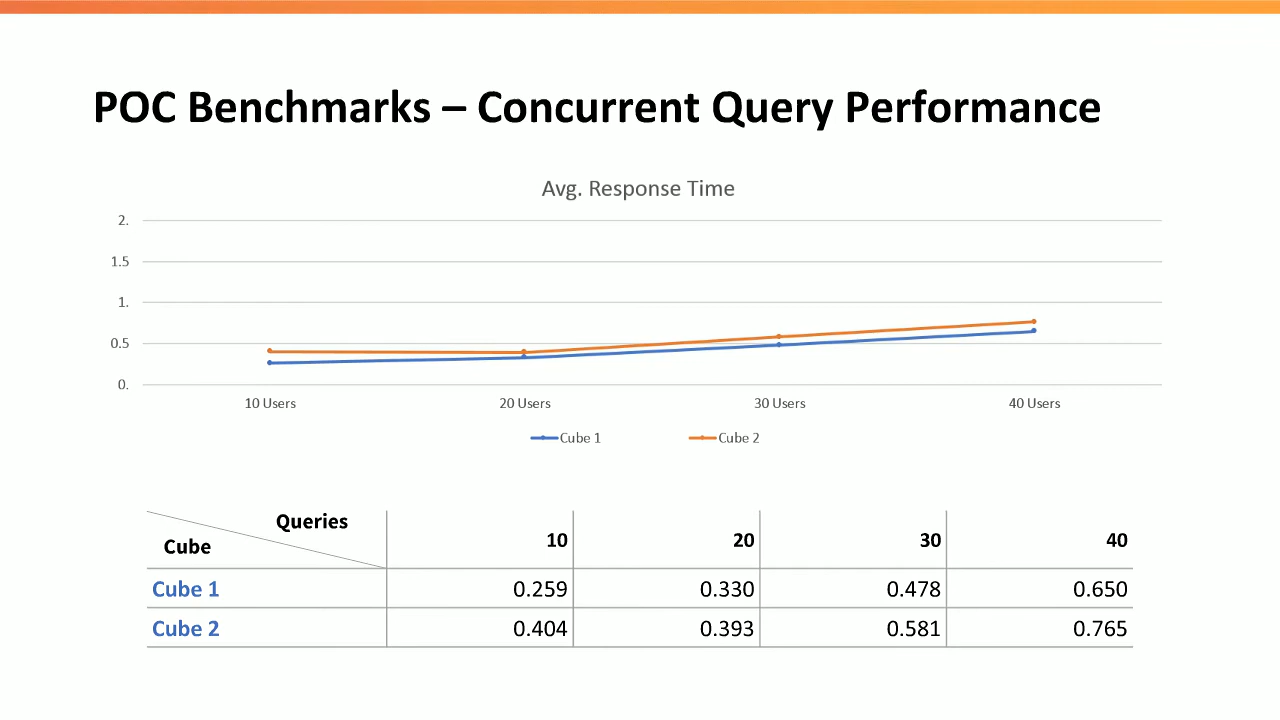 POC Benchmarks – Concurrent Query Performance
Avg. Response Time
2.
1.5
1.
0.5
0.
10 Users 20 Users 30 Users 40 Users
Cube 1 Cube 2
Queries
Cube 10 20 30 40
Cube 1 0.259 0.330 0.478 0.650
Cube 2 0.404 0.393 0.581 0.765